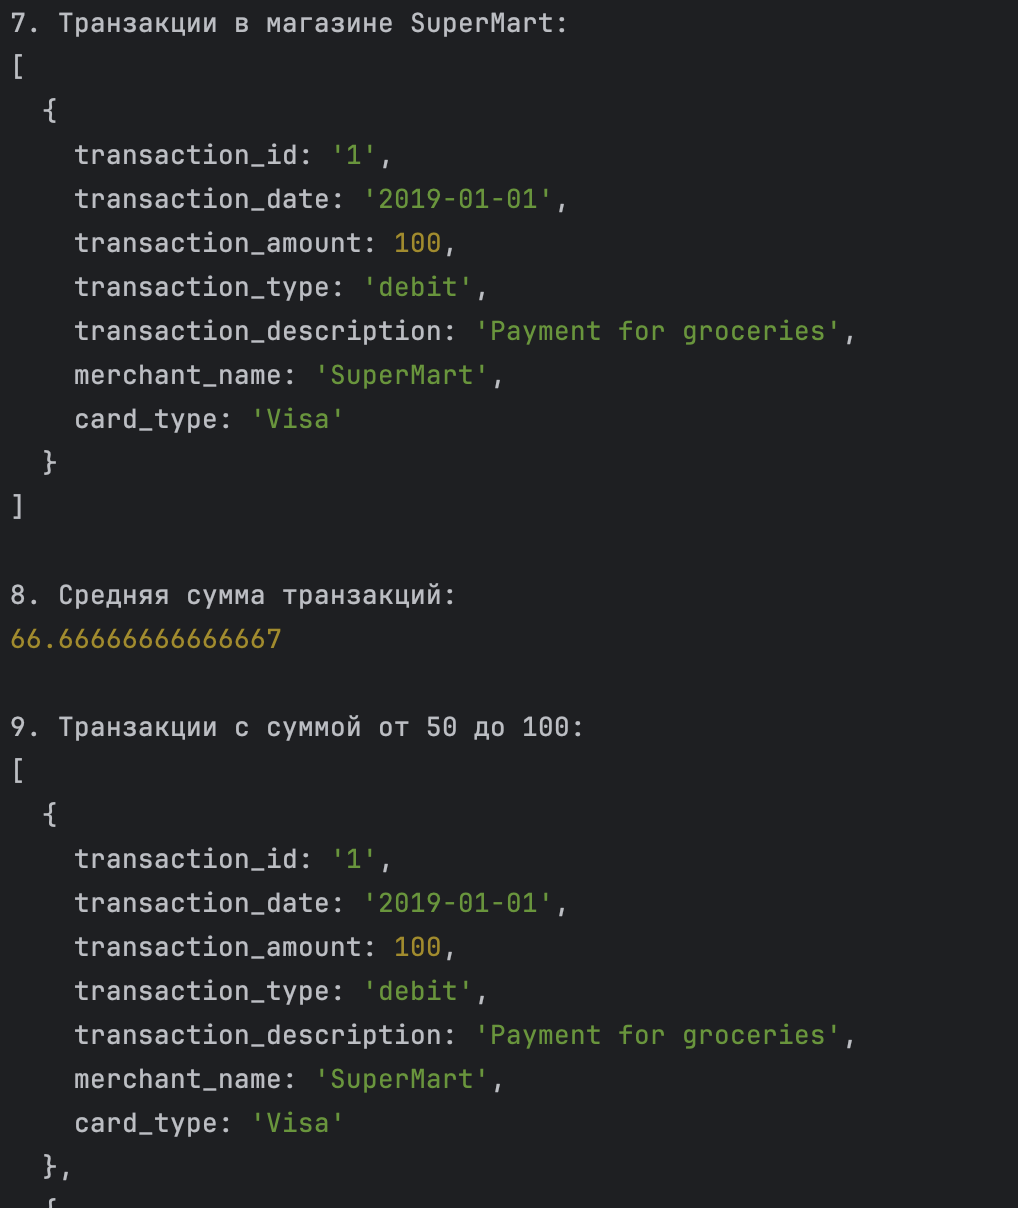 7. Транзакции в магазине SuperMart:
[
  {
    transaction_id: '1',
    transaction_date: '2019-01-01',
    transaction_amount: 100,
    transaction_type: 'debit',
    transaction_description: 'Payment for groceries',
    merchant_name: 'SuperMart',
    card_type: 'Visa'
  }
]

8. Средняя сумма транзакций:
66.66666666666667

9. Транзакции с суммой от 50 до 100:
[
  {
    transaction_id: '1',
    transaction_date: '2019-01-01',
    transaction_amount: 100,
    transaction_type: 'debit',
    transaction_description: 'Payment for groceries',
    merchant_name: 'SuperMart',
    card_type: 'Visa'
  },
  {